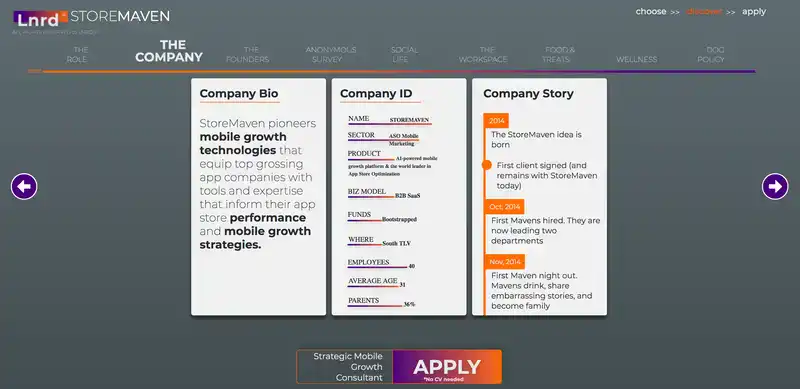 Lnrd
STOREMAVEN
choose >> discover >> apply
THE ROLE
THE COMPANY
THE FOUNDERS
ANONYMOUS SURVEY
SOCIAL LIFE
THE WORKSPACE
FOOD & TREATS
WELLNESS
DOG POLICY
Company Bio
StoreMaven pioneers
mobile growth
technologies that
equip top grossing
app companies with
tools and expertise
that inform their app
store performance
and mobile growth
strategies.
Company ID
NAME STOREMAVEN
SECTOR ASO Mobile
Marketing
PRODUCT AI-powered mobile
growth platform & the world leader in
App Store Optimization
BIZ MODEL B2B SaaS
FUNDS Bootstrapped
WHERE South TLV
EMPLOYEES 40
AVERAGE AGE 31
PARENTS 36%
Company Story
2014
The StoreMaven idea is
born
First client signed (and
remains with StoreMaven
today)
Oct, 2014
First Mavens hired. They are
now leading two
departments
Nov, 2014
First Maven night out.
Mavens drink, share
embarrassing stories, and
become family
Strategic Mobile
Growth
Consultant
APPLY
*No CV needed